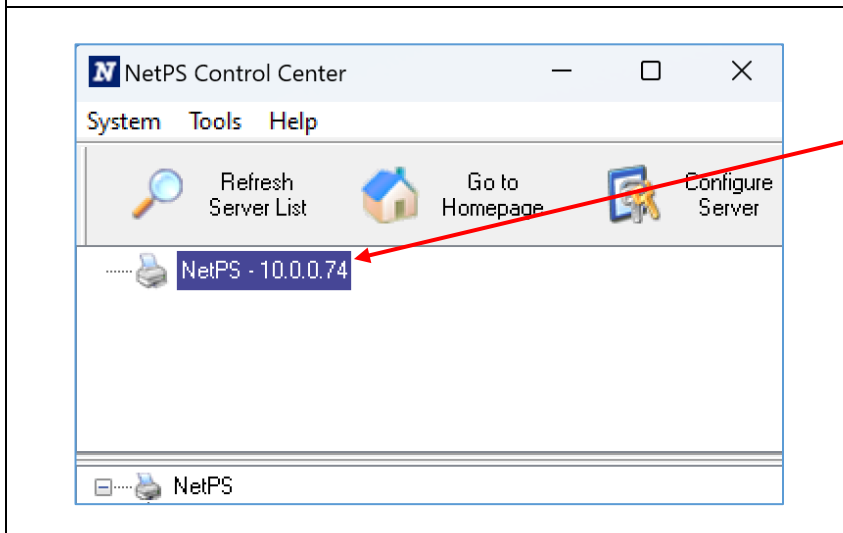 NetPS Control Center
System Tools Help
Refresh
Server List
Go to
Homepage
Configure
Server
NetPS - 10.0.0.74
NetPS